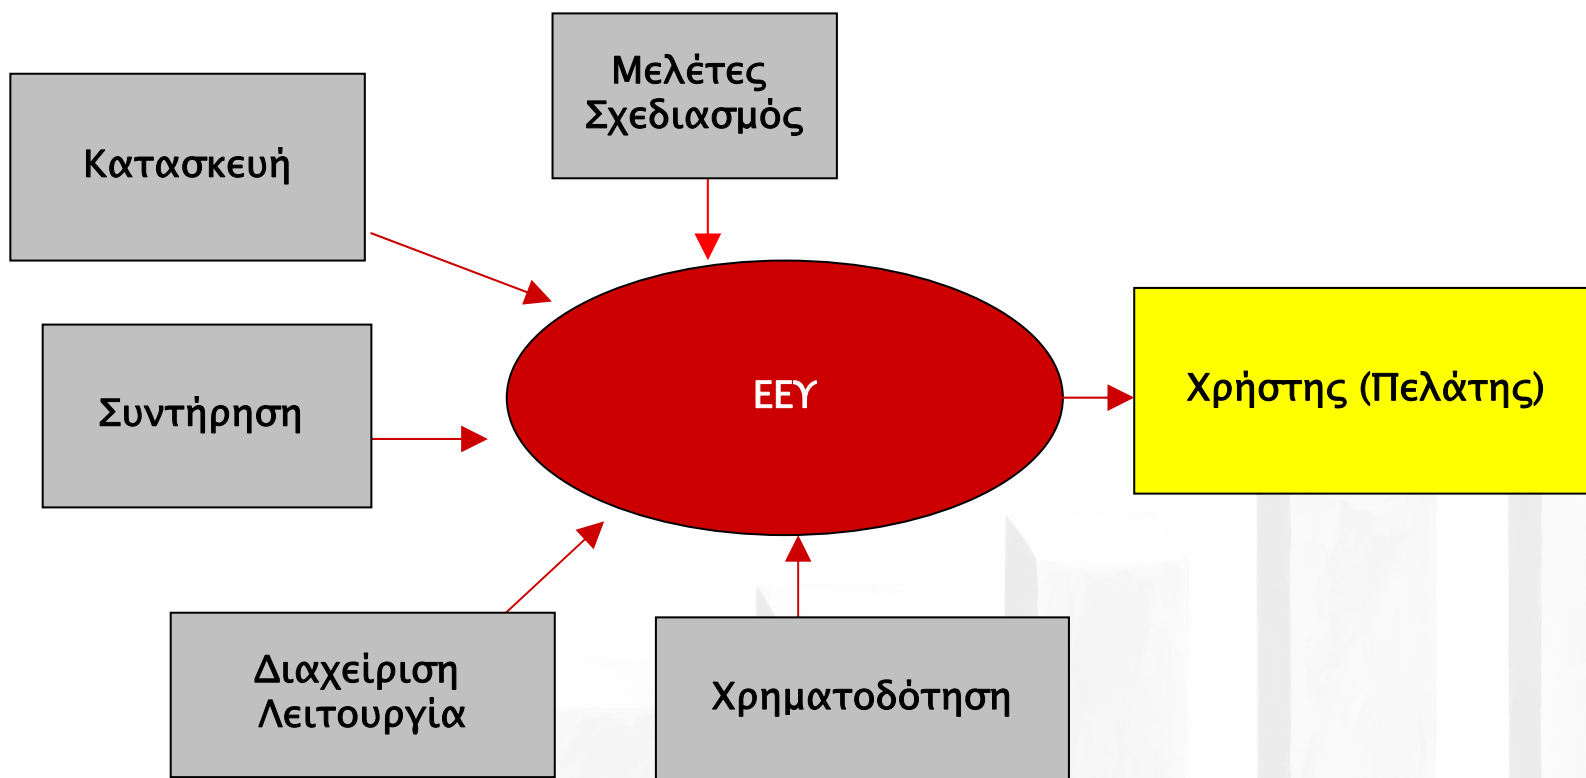 Μελέτες
Σχεδιασμός
Κατασκευή
Συντήρηση
ΕΕΥ
Χρήστης (Πελάτης)
Διαχείριση
Λειτουργία
Χρηματοδότηση